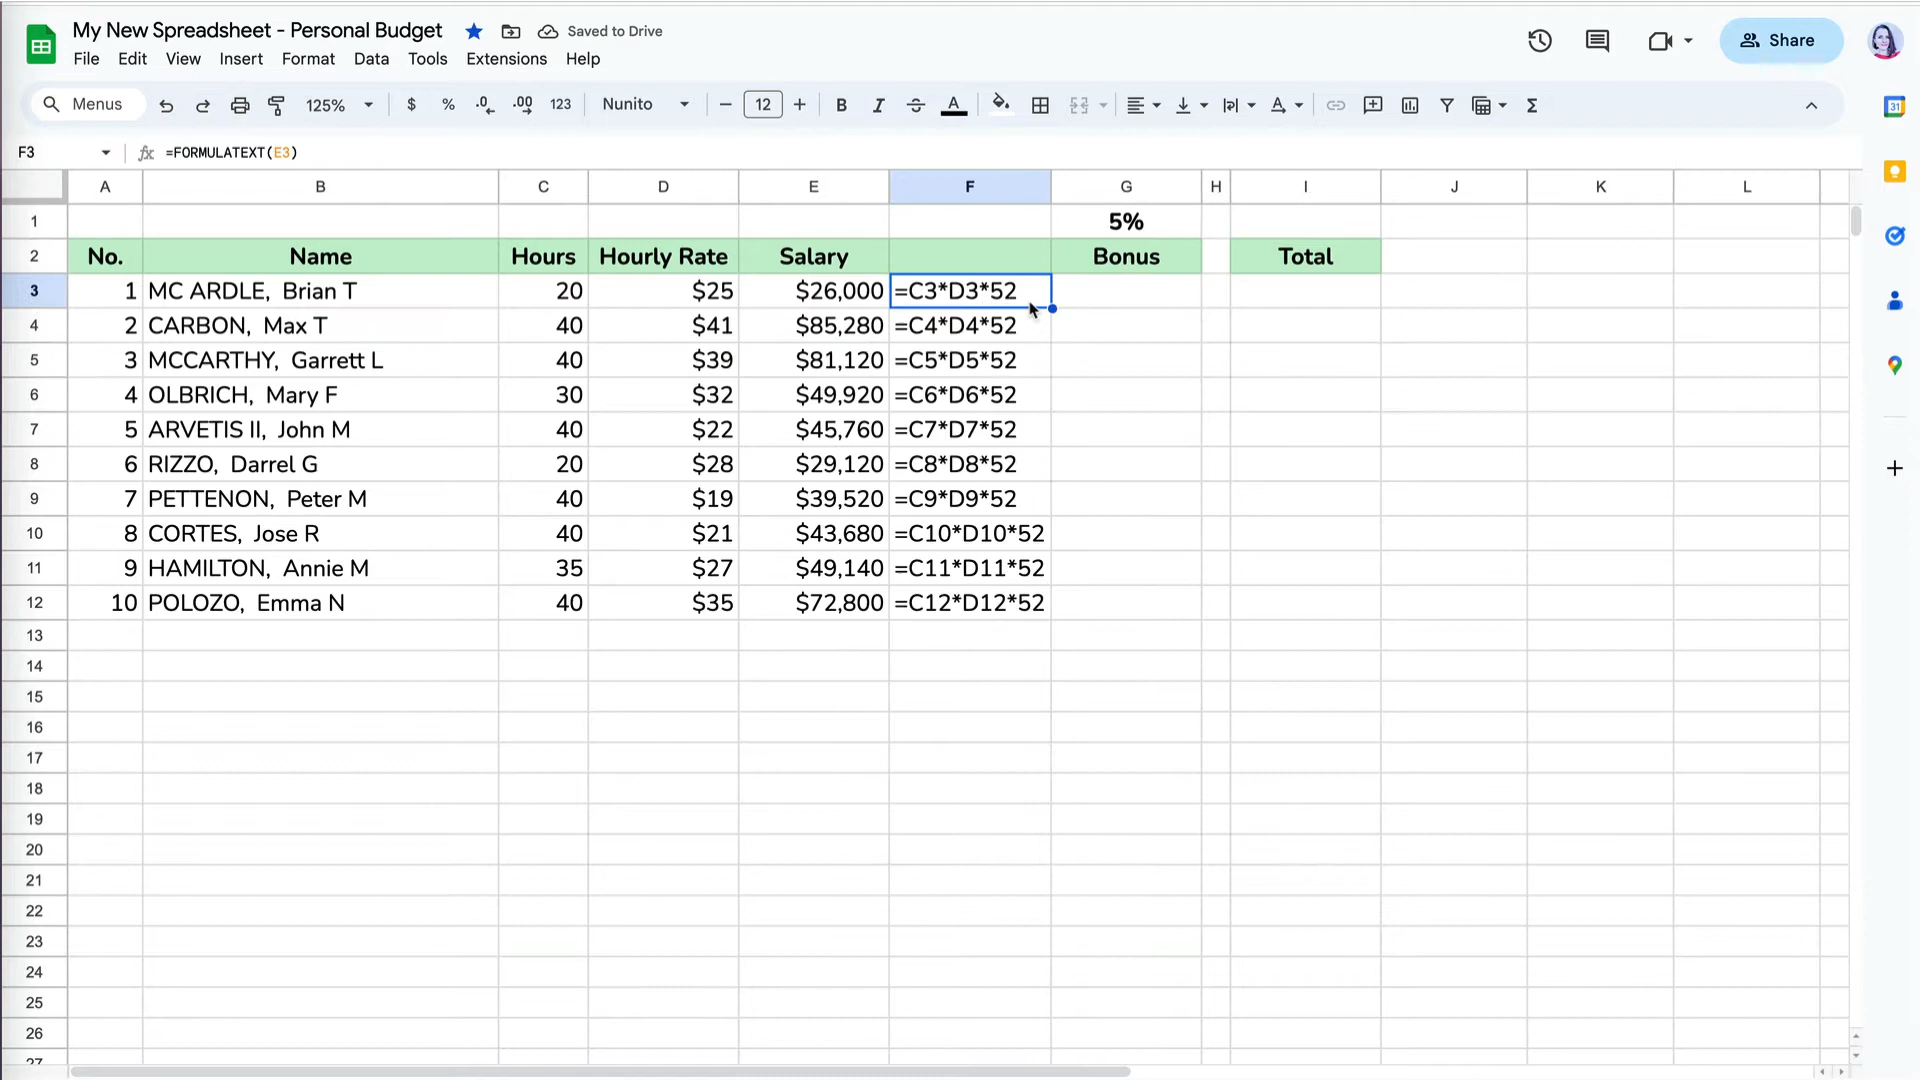 My New Spreadsheet - Personal Budget Saved to Drive
File Edit View Insert Format Data Tools Extensions Help
Share
Menus 125% $ % .0 .00 123 Nunito 12 B I A Σ
31
F3 fx =FORMULATEXT(E3)
A B C D E F G H I J K L
1 5%
2 No. Name Hours Hourly Rate Salary Bonus Total
3 1 MC ARDLE,  Brian T 20 $25 $26,000 =C3*D3*52
4 2 CARBON,  Max T 40 $41 $85,280 =C4*D4*52
5 3 MCCARTHY,  Garrett L 40 $39 $81,120 =C5*D5*52
6 4 OLBRICH,  Mary F 30 $32 $49,920 =C6*D6*52
7 5 ARVETIS II,  John M 40 $22 $45,760 =C7*D7*52
8 6 RIZZO,  Darrel G 20 $28 $29,120 =C8*D8*52
9 7 PETTENON,  Peter M 40 $19 $39,520 =C9*D9*52
10 8 CORTES,  Jose R 40 $21 $43,680 =C10*D10*52
11 9 HAMILTON,  Annie M 35 $27 $49,140 =C11*D11*52
12 10 POLOZO,  Emma N 40 $35 $72,800 =C12*D12*52
13
14
15
16
17
18
19
20
21
22
23
24
25
26
27